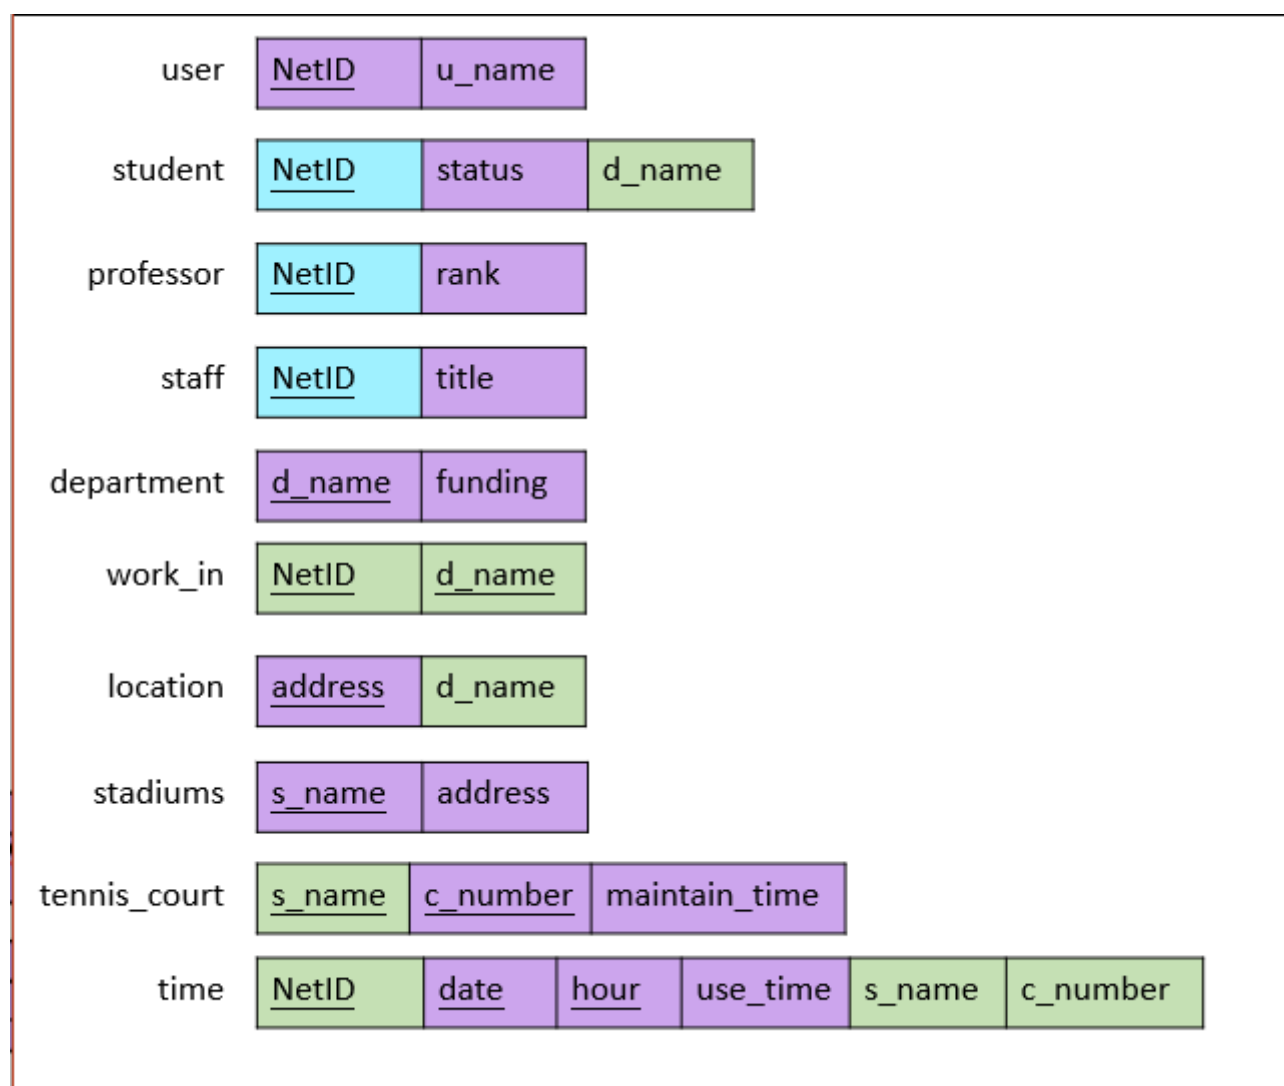 user NetID u_name
student NetID status d_name
professor NetID rank
staff NetID title
department d_name funding
work_in NetID d_name
location address d_name
stadiums s_name address
tennis_court s_name c_number maintain_time
time NetID date hour use_time s_name c_number